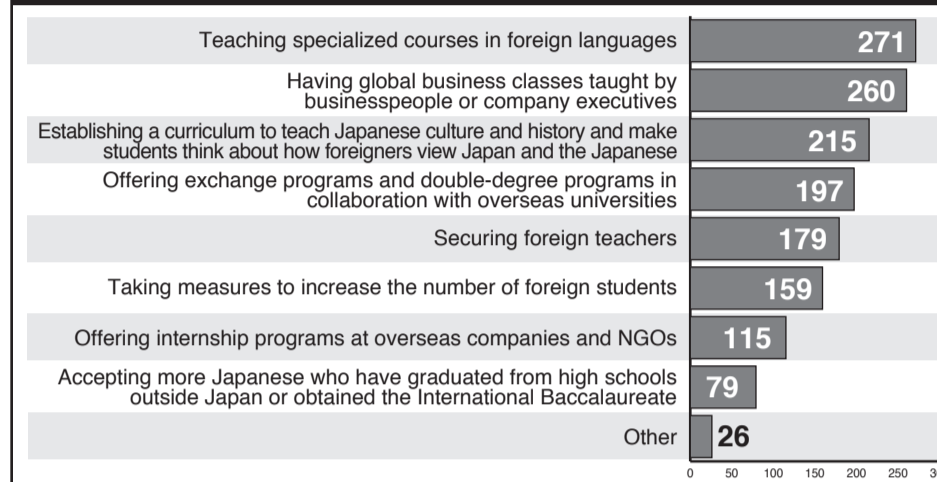 Teaching specialized courses in foreign languages
271
Having global business classes taught by
businesspeople or company executives
260
Establishing a curriculum to teach Japanese culture and history and make
students think about how foreigners view Japan and the Japanese
215
Offering exchange programs and double-degree programs in
collaboration with overseas universities
197
Securing foreign teachers
179
Taking measures to increase the number of foreign students
159
Offering internship programs at overseas companies and NGOs
115
Accepting more Japanese who have graduated from high schools
outside Japan or obtained the International Baccalaureate
79
Other
26
0 50 100 150 200 250